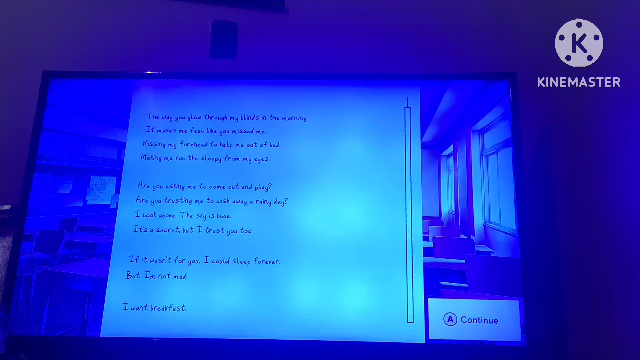 The way you glow through my blinds in the morning
It makes me feel like you missed me.
Kissing my forehead to help me out of bed.
Making me rub the sleepy from my eyes.
Are you asking me to come out and play?
Are you trusting me to wish away a rainy day?
I look above. The sky is blue.
It's a secret, but I trust you too.
If it wasn't for you, I could sleep forever.
But I'm not mad.
I want breakfast.
A Continue
K
KINEMASTER